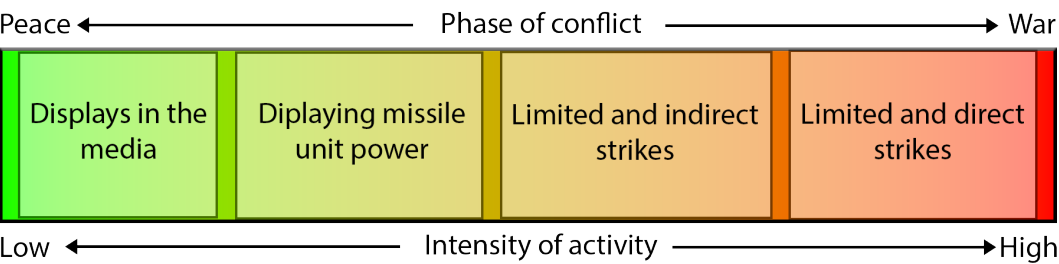 Peace Phase of conflict War
Displays in the
media
Diplaying missile
unit power
Limited and indirect
strikes
Limited and direct
strikes
Low Intensity of activity High